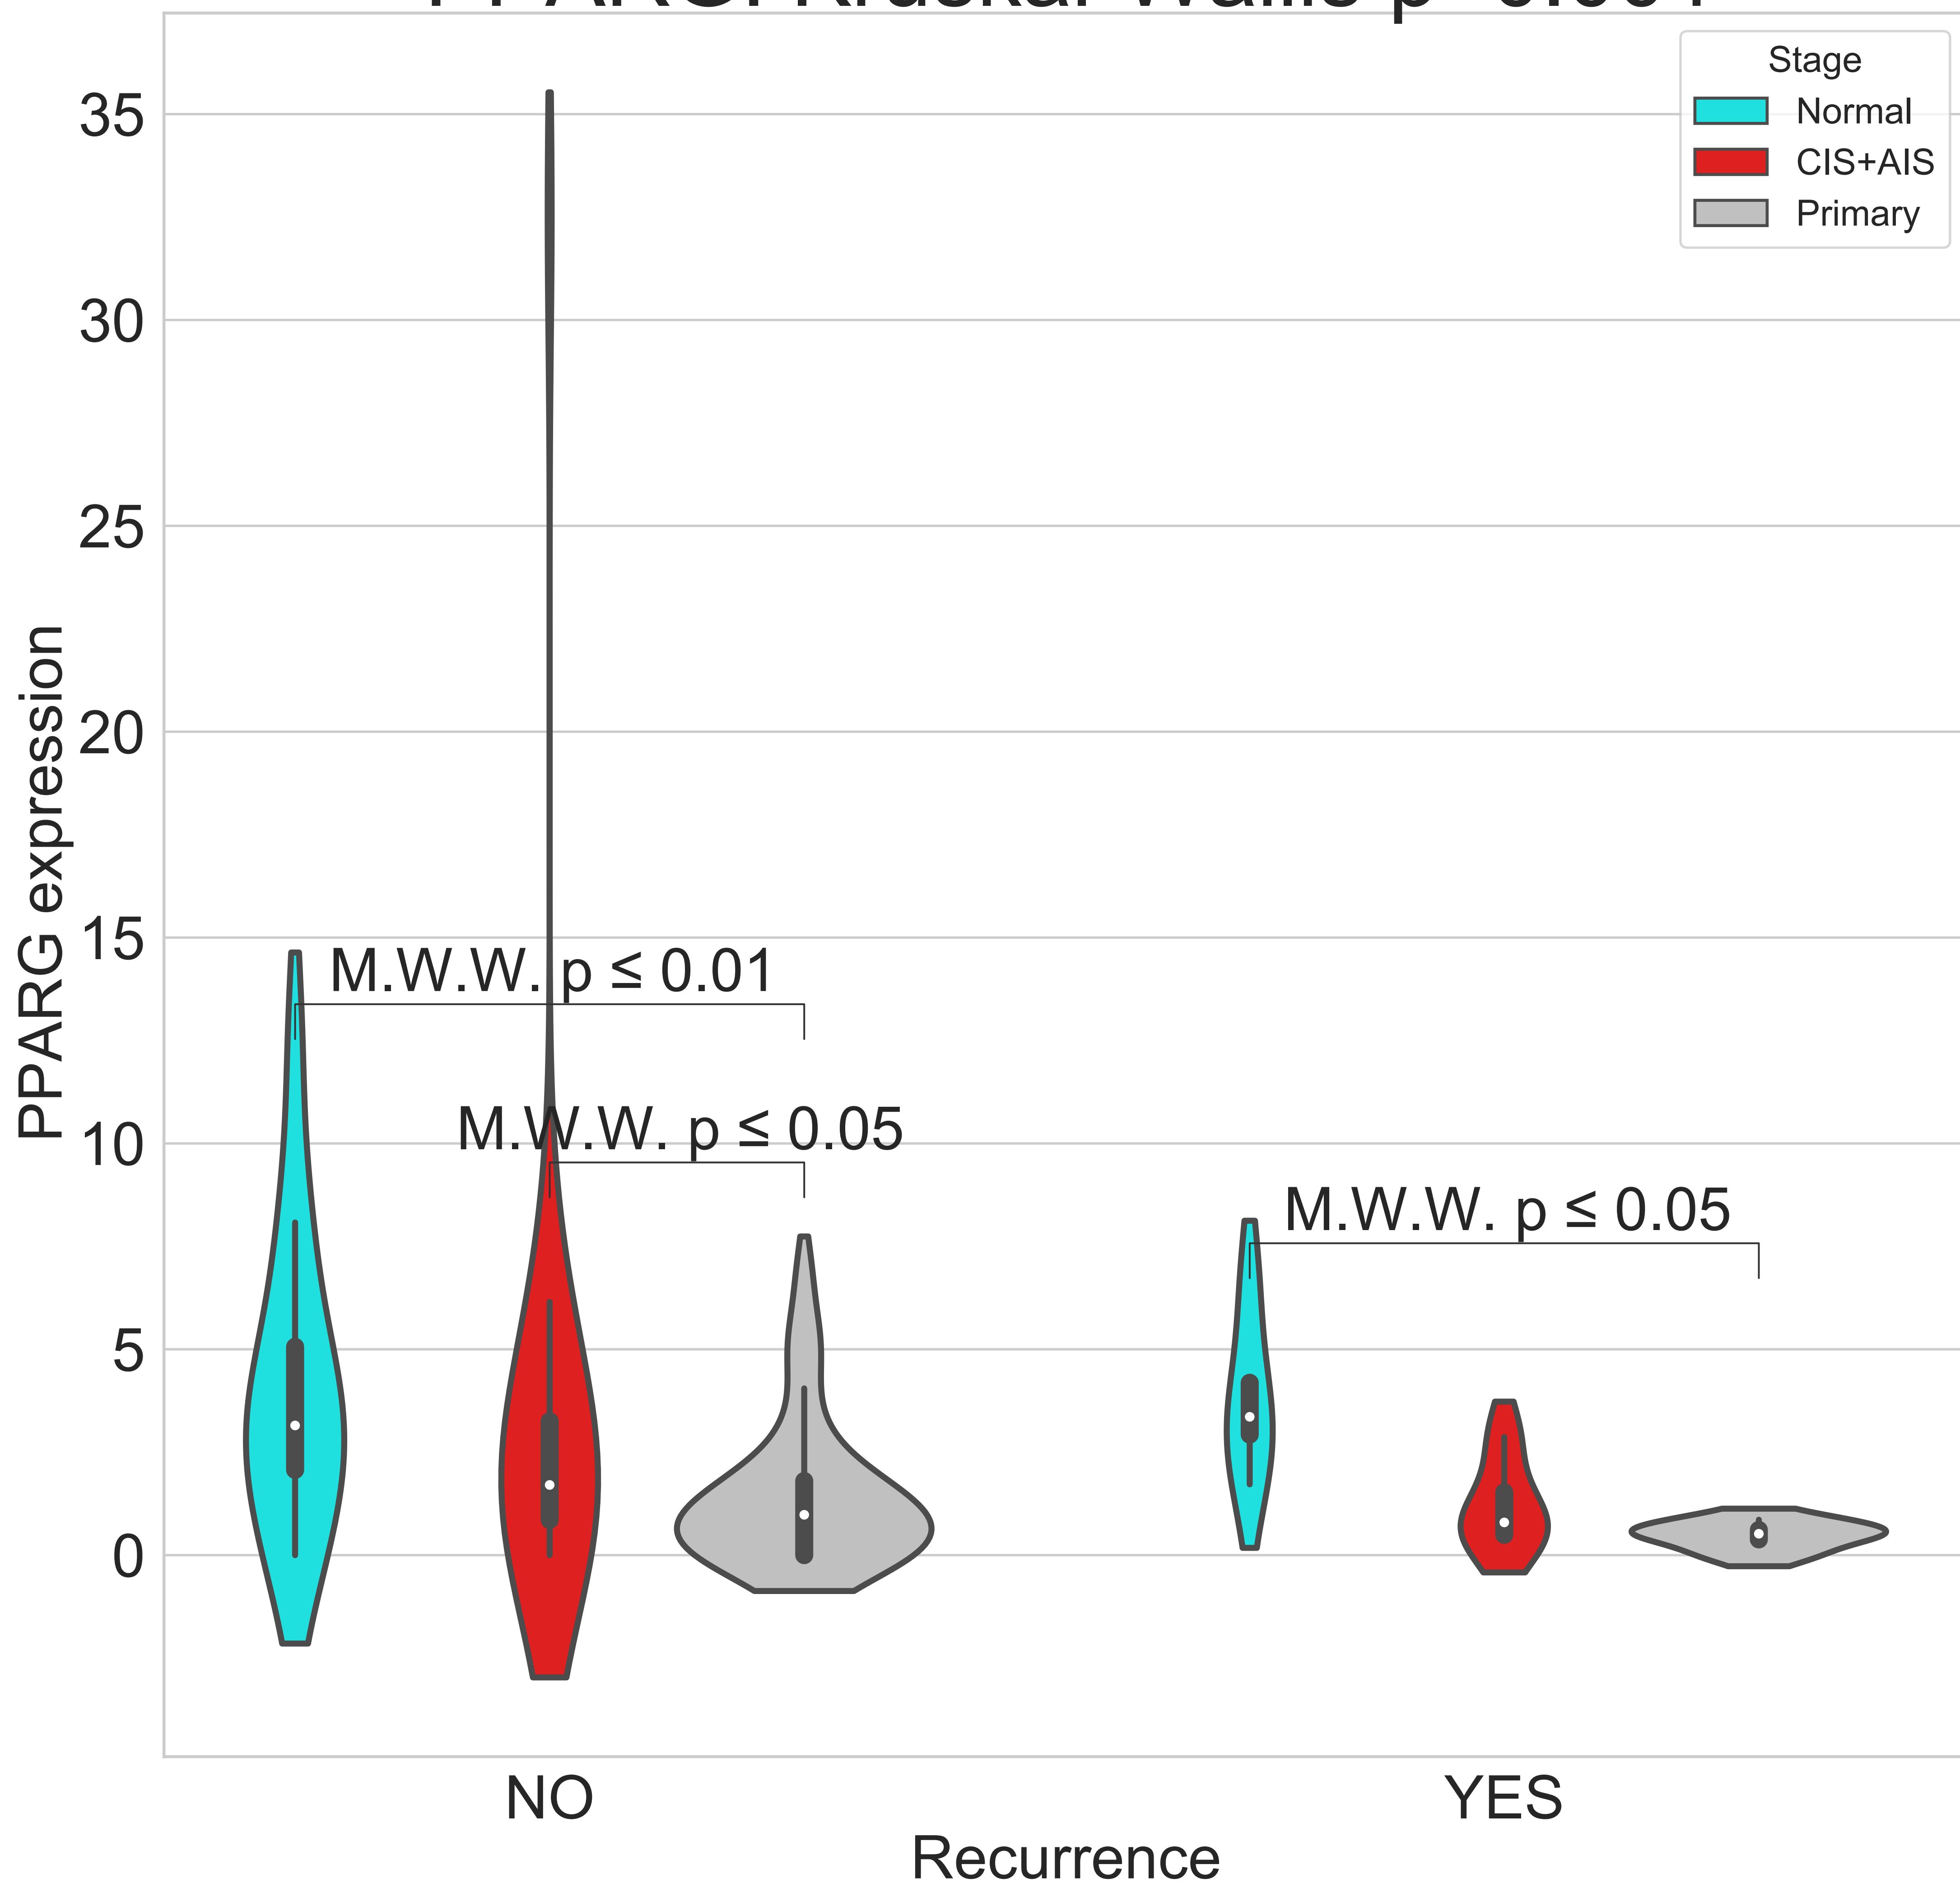 Stage
Normal
CIS+AIS
Primary
35
30
25
20
15
10
5
0
PPARG expression
M.W.W. p ≤ 0.01
M.W.W. p ≤ 0.05
M.W.W. p ≤ 0.05
NO
YES
Recurrence